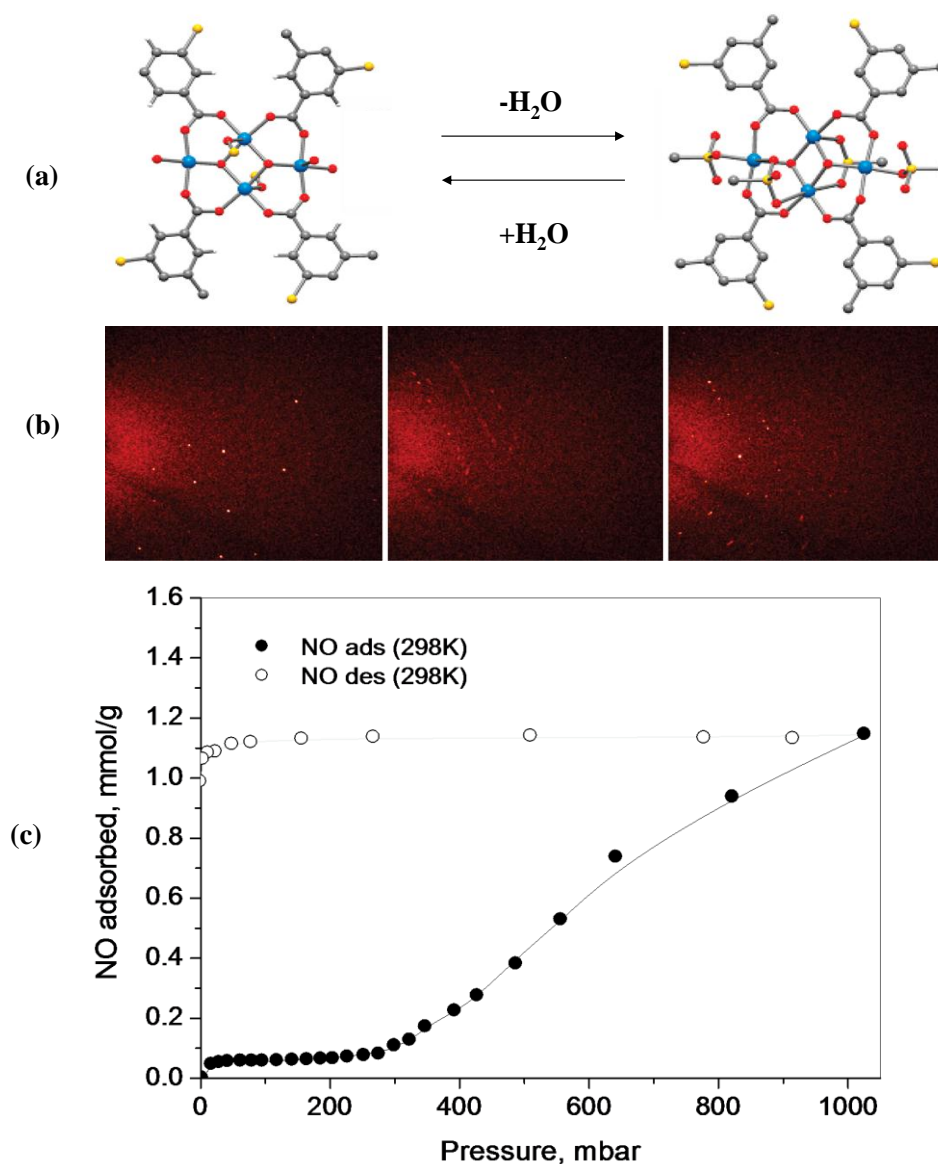 (a)
-H₂O
+H₂O
(b)
(c)
NO adsorbed, mmol/g
1.6
1.4
1.2
1.0
0.8
0.6
0.4
0.2
0.0
NO ads (298K)
NO des (298K)
0 200 400 600 800 1000
Pressure, mbar